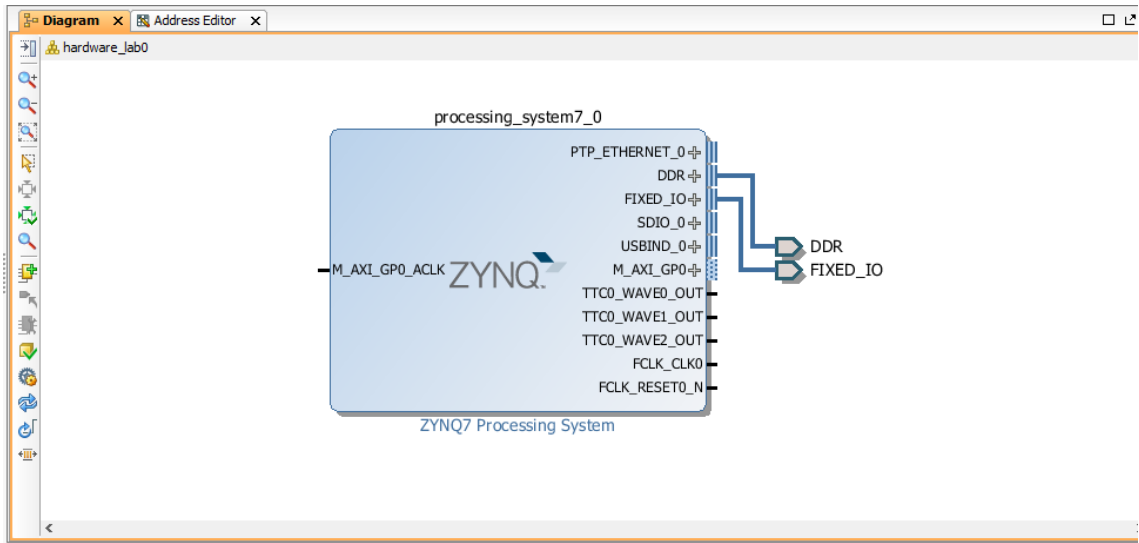 Diagram
Address Editor
hardware_lab0
processing_system7_0
PTP_ETHERNET_0
DDR
FIXED_IO
SDIO_0
USBIND_0
M_AXI_GP0
TTC0_WAVE0_OUT
TTC0_WAVE1_OUT
TTC0_WAVE2_OUT
FCLK_CLK0
FCLK_RESET0_N
M_AXI_GP0_ACLK
ZYNQ
DDR
FIXED_IO
ZYNQ7 Processing System